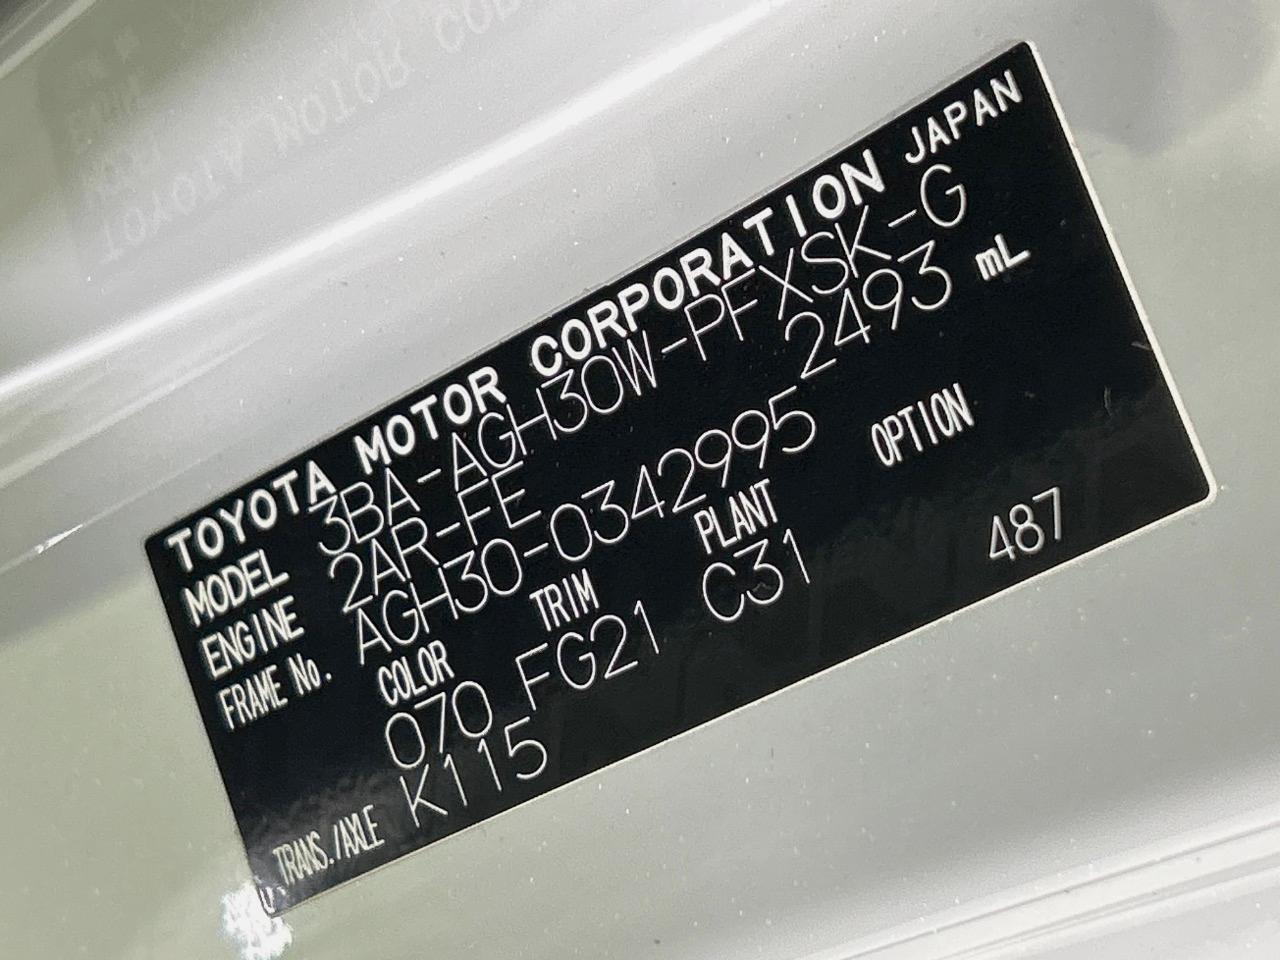 TOYOTA MOTOR CORPORATION JAPAN
MODEL 3BA-AGH30W-PFXSK-G
ENGINE 2AR-FE 2493 mL
FRAME No. AGH30-0342995
COLOR TRIM PLANT OPTION
070 FG21 C31 487
TRANS./AXLE K115
U